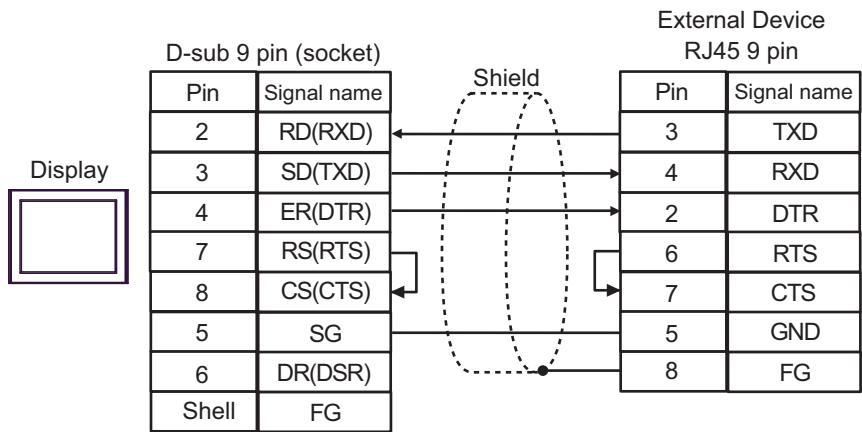 External Device
D-sub 9 pin (socket) RJ45 9 pin
Shield
Pin Signal name Pin Signal name
2 RD(RXD) 3 TXD
Display
3 SD(TXD) 4 RXD
4 ER(DTR) 2 DTR
7 RS(RTS) 6 RTS
8 CS(CTS) 7 CTS
5 SG 5 GND
6 DR(DSR) 8 FG
Shell FG